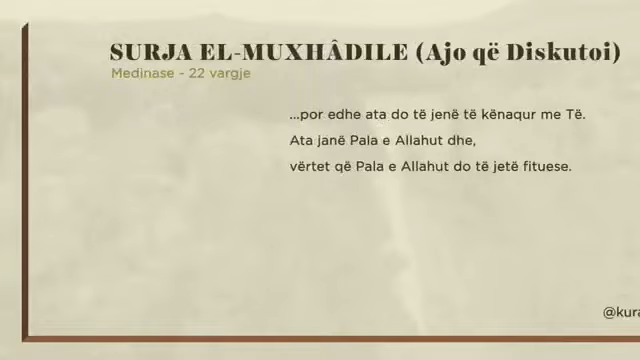 SURJA EL-MUXHÂDILE (Ajo që Diskutoi)
Medinase - 22 vargje
...por edhe ata do të jenë të kënaqur me Të.
Ata janë Pala e Allahut dhe,
vërtet që Pala e Allahut do të jetë fituese.